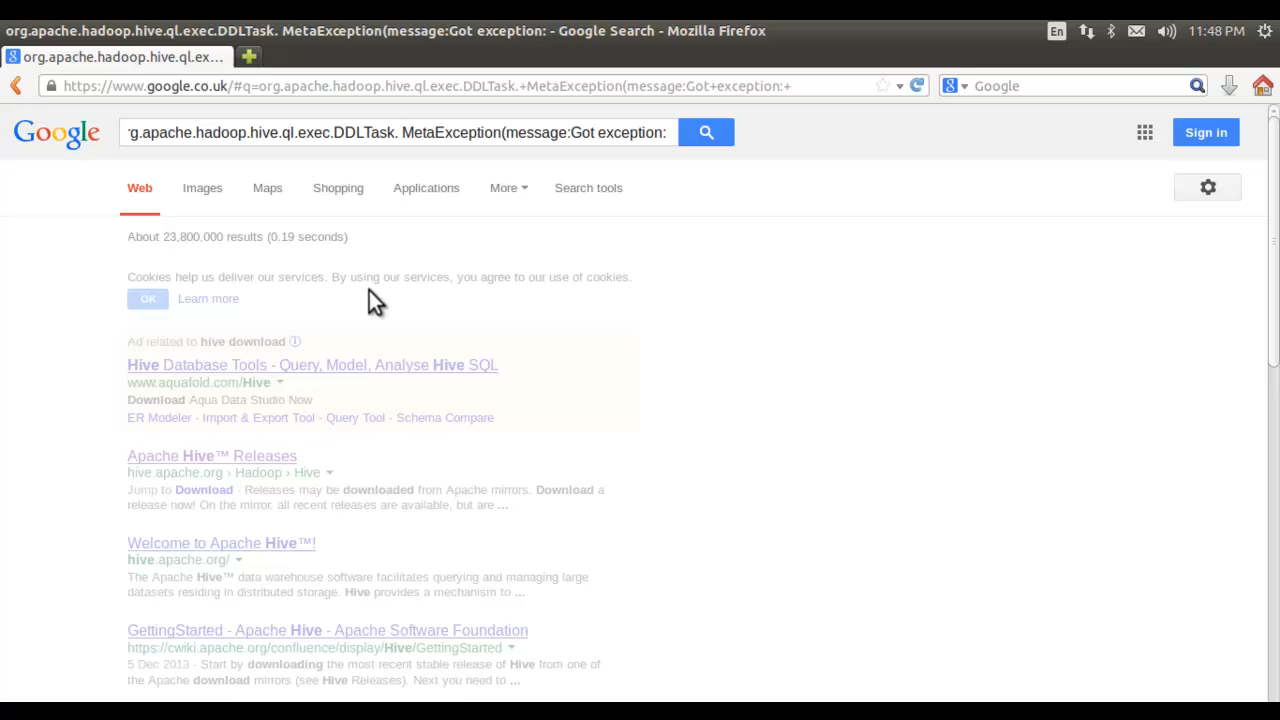 org.apache.hadoop.hive.ql.exec.DDLTask. MetaException(message:Got exception: - Google Search - Mozilla Firefox
En
11:48 PM
org.apache.hadoop.hive.ql.ex...
https://www.google.co.uk/#q=org.apache.hadoop.hive.ql.exec.DDLTask.+MetaException(message:Got+exception:+
Google
Google
rg.apache.hadoop.hive.ql.exec.DDLTask. MetaException(message:Got exception:
Sign in
Web
Images
Maps
Shopping
Applications
More
Search tools
About 23,800,000 results (0.19 seconds)
Cookies help us deliver our services. By using our services, you agree to our use of cookies.
OK
Learn more
Ad related to hive download
Hive Database Tools - Query, Model, Analyse Hive SQL
www.aquafold.com/Hive
Download Aqua Data Studio Now
ER Modeler - Import & Export Tool - Query Tool - Schema Compare
Apache Hive™ Releases
hive.apache.org › Hadoop › Hive
Jump to Download - Releases may be downloaded from Apache mirrors. Download a
release now! On the mirror, all recent releases are available, but are ...
Welcome to Apache Hive™!
hive.apache.org/
The Apache Hive™ data warehouse software facilitates querying and managing large
datasets residing in distributed storage. Hive provides a mechanism to ...
GettingStarted - Apache Hive - Apache Software Foundation
https://cwiki.apache.org/confluence/display/Hive/GettingStarted
5 Dec 2013 - Start by downloading the most recent stable release of Hive from one of
the Apache download mirrors (see Hive Releases). Next you need to ...